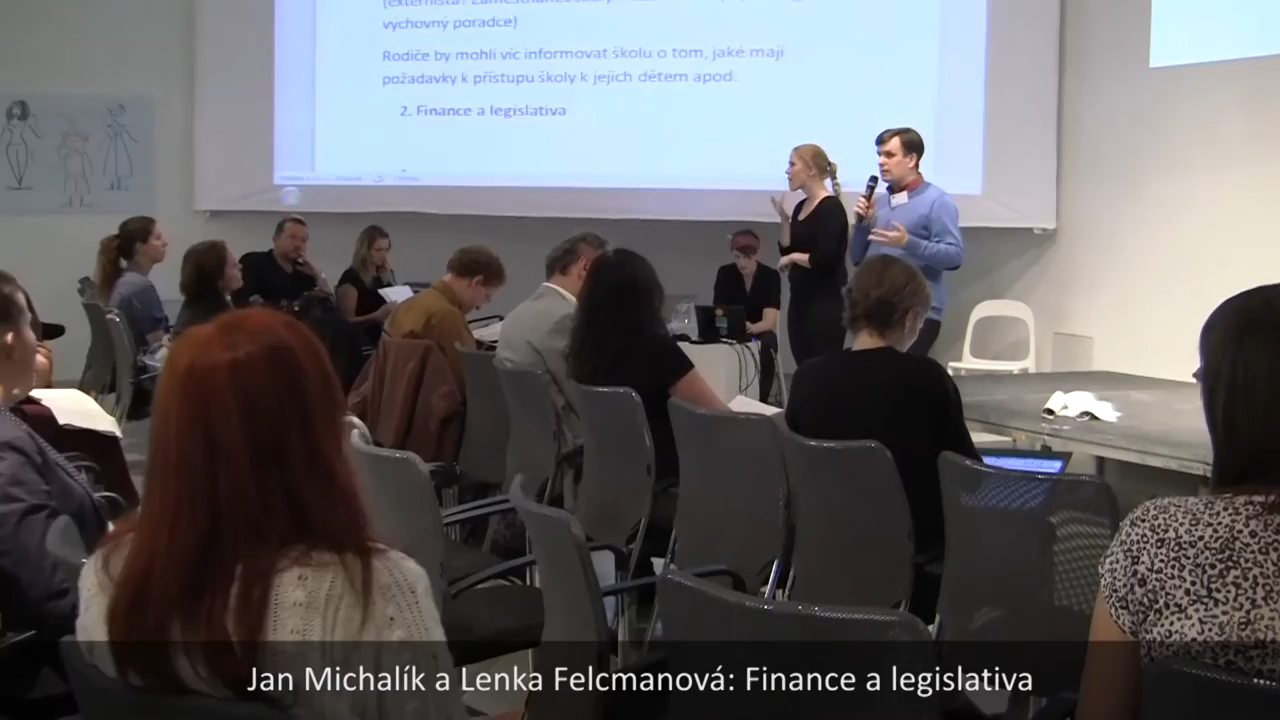 vychovný poradce)
Rodiče by mohli víc informovat školu o tom, jaké mají
požadavky k přístupu školy k jejich dětem apod.
2. Finance a legislativa
Jan Michalík a Lenka Felcmanová: Finance a legislativa